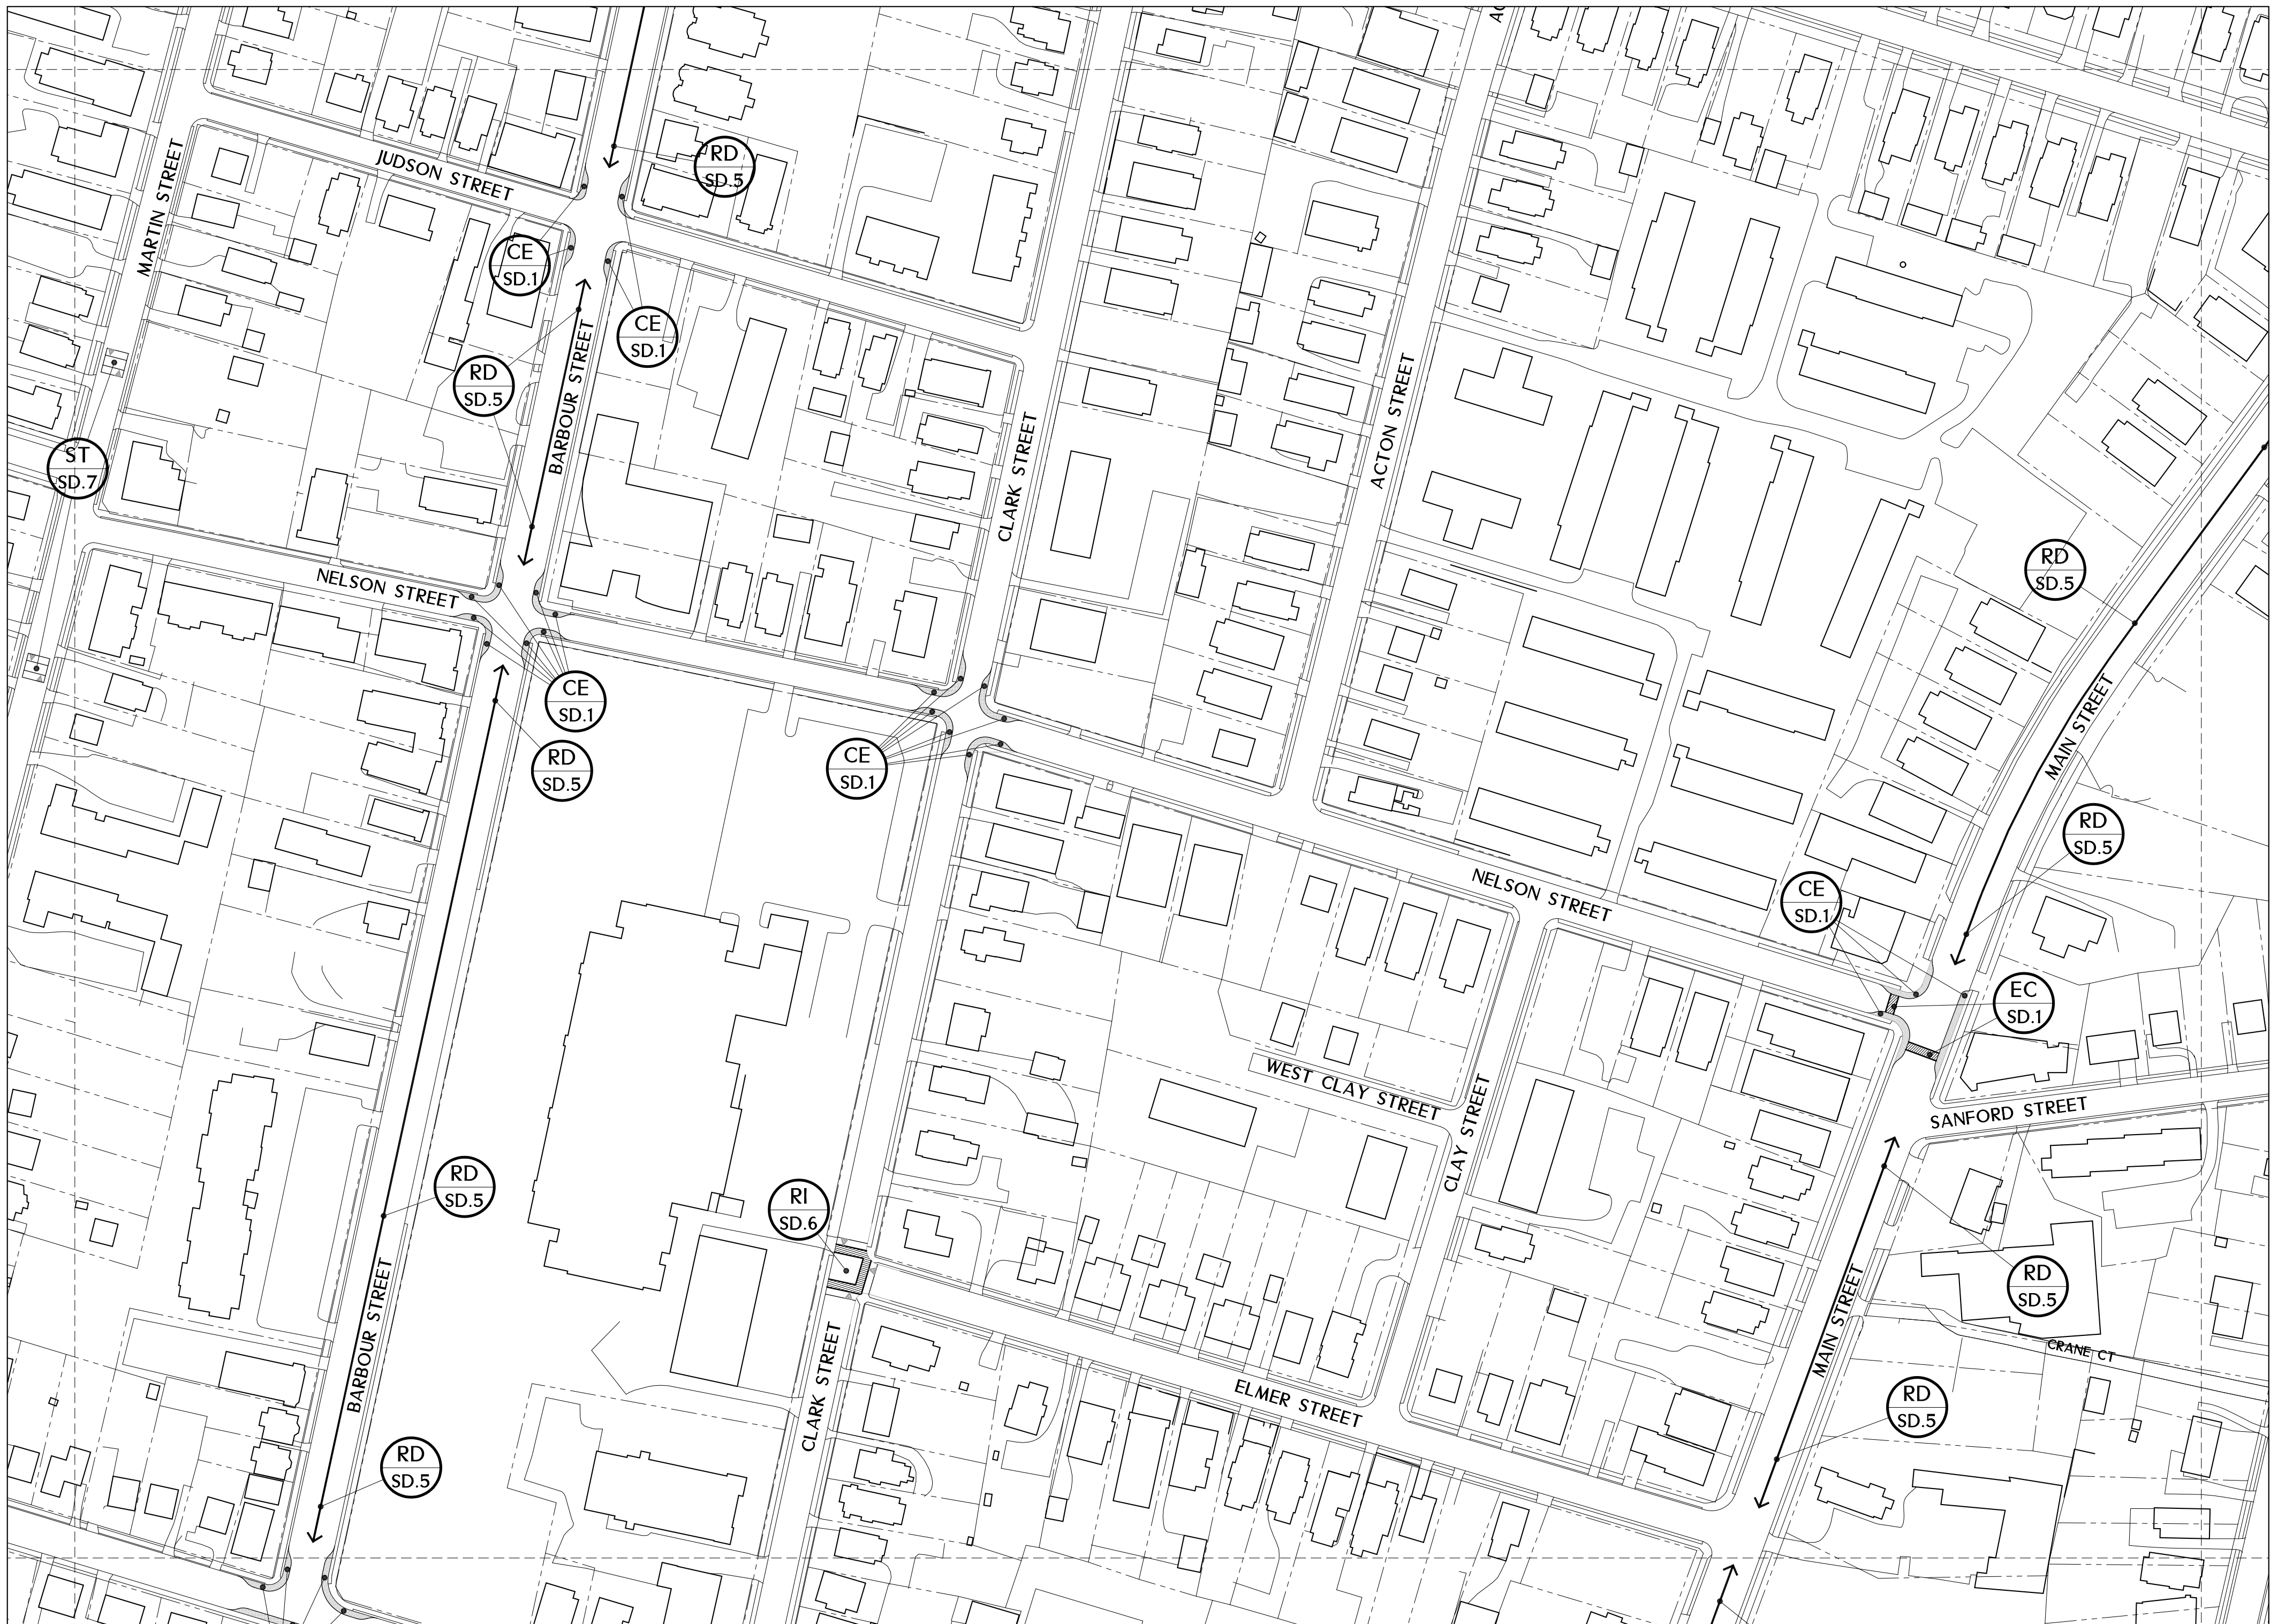 AC
RD
SD.5
JUDSON STREET
MARTIN STREET
CE
SD.1
CE
SD.1
RD
SD.5
BARBOUR STREET
ACTON STREET
ST
SD.7
CLARK STREET
RD
SD.5
NELSON STREET
CE
SD.1
MAIN STREET
RD
SD.5
CE
SD.1
RD
SD.5
NELSON STREET
CE
SD.1
EC
SD.1
WEST CLAY STREET
SANFORD STREET
CLAY STREET
RD
SD.5
RI
SD.6
RD
SD.5
BARBOUR STREET
MAIN STREET
CRANE CT
CLARK STREET
ELMER STREET
RD
SD.5
RD
SD.5